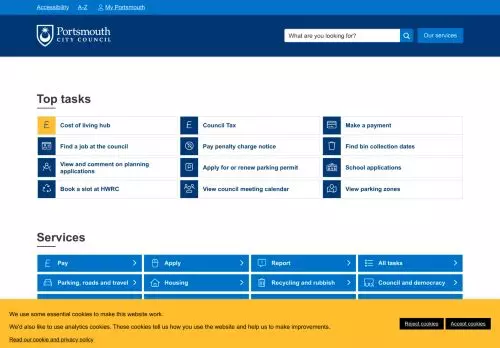 Accessibility A-Z My Portsmouth
PORTSMOUTH
CITY COUNCIL
What are you looking for? Our services
Top tasks
Cost of living hub Council Tax Make a payment
Find a job at the council Pay penalty charge notice Find bin collection dates
View and comment on planning applications Apply for or renew parking permit School applications
Book a slot at HWRC View council meeting calendar View parking zones
Services
Pay Apply Report All tasks
Parking, roads and travel Housing Recycling and rubbish Council and democracy
We use some essential cookies to make this website work.
We'd also like to use analytics cookies. These cookies tell us how you use the website and help us to make improvements.
Reject cookies Accept cookies
Read our cookie and privacy policy